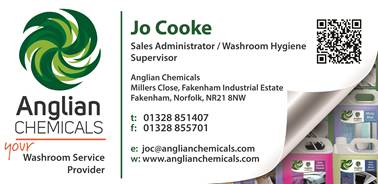 Jo Cooke
Sales Administrator / Washroom Hygiene
Supervisor
Anglian Chemicals
Millers Close, Fakenham Industrial Estate
Fakenham, Norfolk, NR21 8NW
t: 01328 851407
f: 01328 855701
e: joc@anglianchemicals.com
w: www.anglianchemicals.com
Anglian
CHEMICALS
your
Washroom Service
Provider